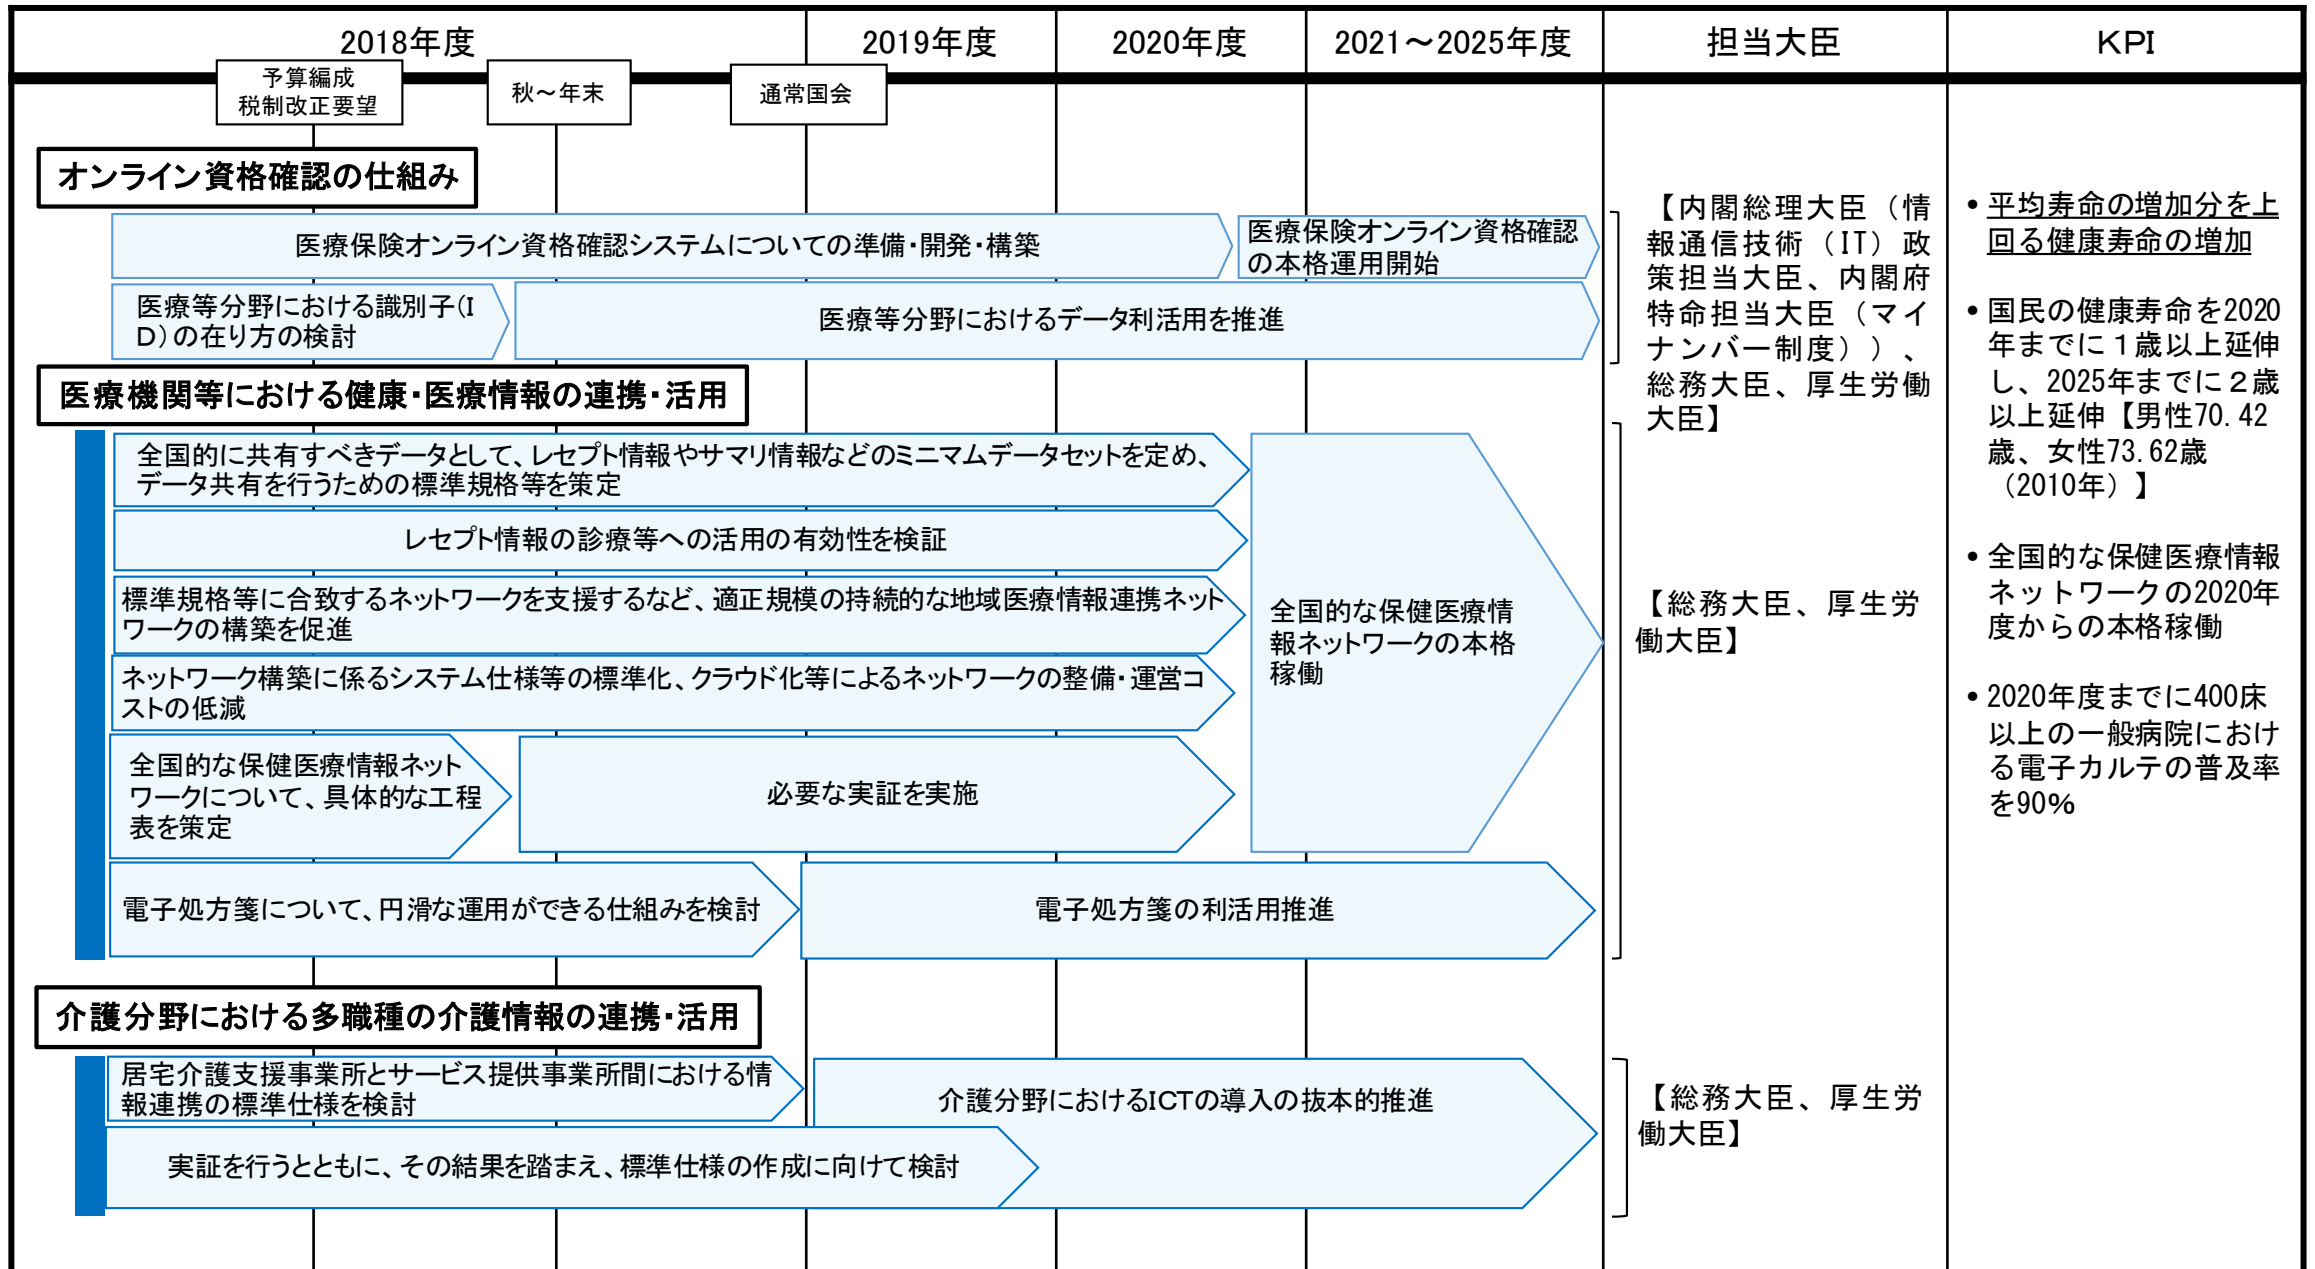 2018年度
2019年度
2020年度
2021～2025年度
担当大臣
KPI
予算編成
税制改正要望
秋～年末
通常国会
オンライン資格確認の仕組み
医療保険オンライン資格確認システムについての準備・開発・構築
医療保険オンライン資格確認
の本格運用開始
医療等分野における識別子(I
D)の在り方の検討
医療等分野におけるデータ利活用を推進
【内閣総理大臣（情
報通信技術（IT）政
策担当大臣、内閣府
特命担当大臣（マイ
ナンバー制度））、
総務大臣、厚生労働
大臣】
医療機関等における健康・医療情報の連携・活用
全国的に共有すべきデータとして、レセプト情報やサマリ情報などのミニマムデータセットを定め、
データ共有を行うための標準規格等を策定
レセプト情報の診療等への活用の有効性を検証
標準規格等に合致するネットワークを支援するなど、適正規模の持続的な地域医療情報連携ネット
ワークの構築を促進
ネットワーク構築に係るシステム仕様等の標準化、クラウド化等によるネットワークの整備・運営コ
ストの低減
全国的な保健医療情報ネット
ワークについて、具体的な工程
表を策定
必要な実証を実施
全国的な保健医療情
報ネットワークの本格
稼働
電子処方箋について、円滑な運用ができる仕組みを検討
電子処方箋の利活用推進
【総務大臣、厚生労
働大臣】
介護分野における多職種の介護情報の連携・活用
居宅介護支援事業所とサービス提供事業所間における情
報連携の標準仕様を検討
介護分野におけるICTの導入の抜本的推進
実証を行うとともに、その結果を踏まえ、標準仕様の作成に向けて検討
【総務大臣、厚生労
働大臣】
• 平均寿命の増加分を上
回る健康寿命の増加
• 国民の健康寿命を2020
年までに１歳以上延伸
し、2025年までに２歳
以上延伸【男性70.42
歳、女性73.62歳
（2010年）】
• 全国的な保健医療情報
ネットワークの2020年
度からの本格稼働
• 2020年度までに400床
以上の一般病院におけ
る電子カルテの普及率
を90％